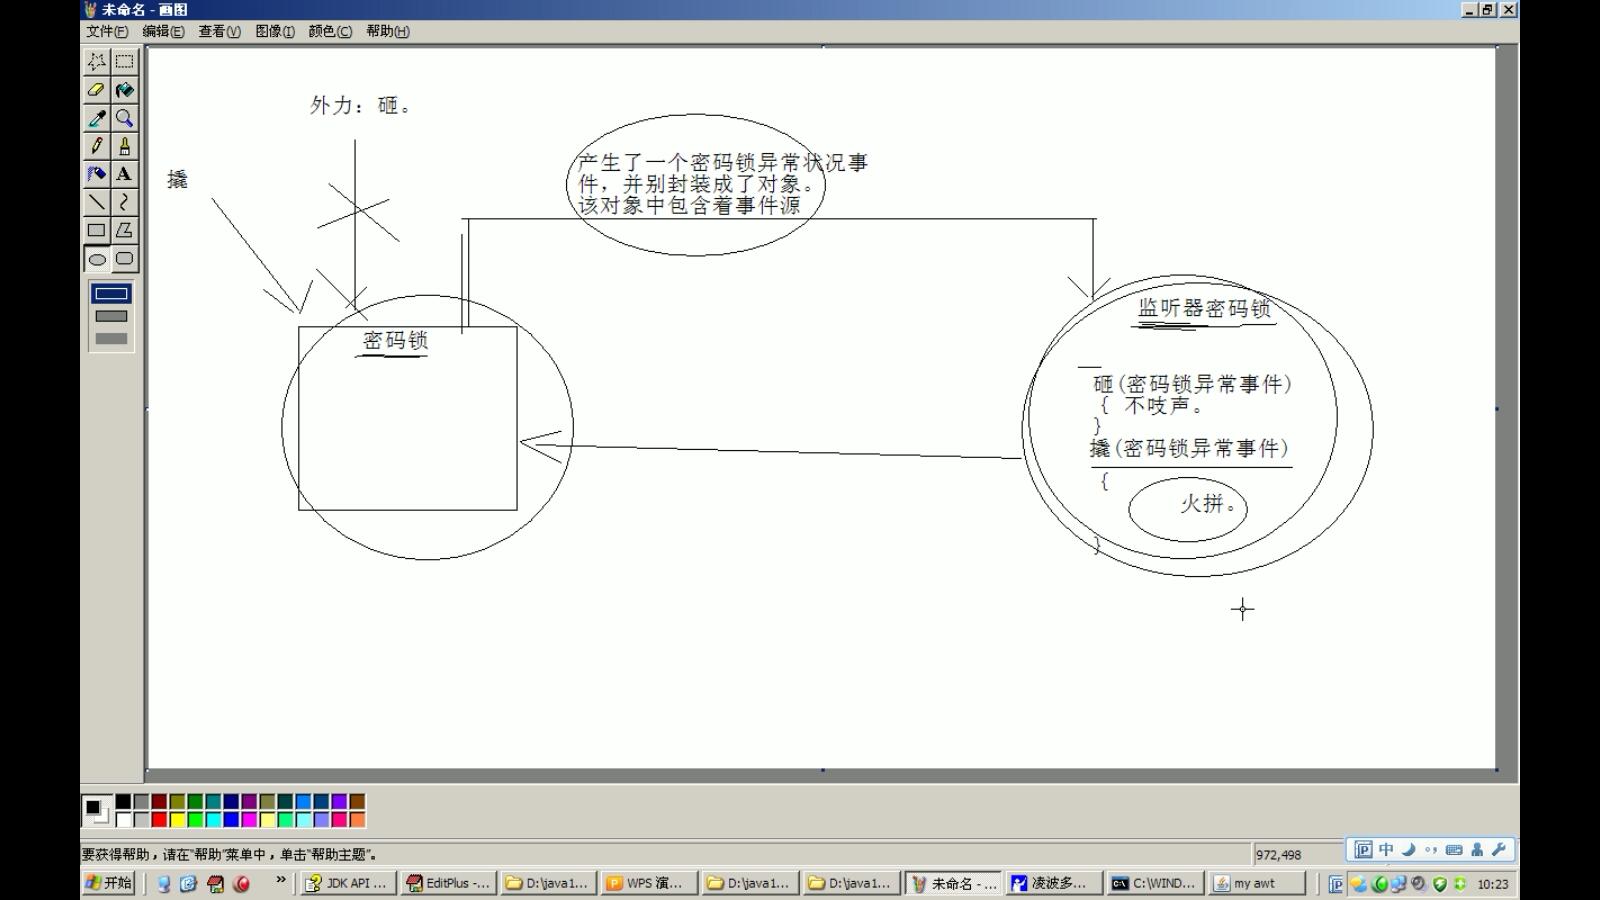 未命名 - 画图
文件(F) 编辑(E) 查看(V) 图像(I) 颜色(C) 帮助(H)
外力：砸。
撬
产生了一个密码锁异常状况事
件，并别封装成了对象。
该对象中包含着事件源
密码锁
监听器密码锁
砸(密码锁异常事件)
{ 不吱声。
}
撬(密码锁异常事件)
{
火拼。
}
要获得帮助，请在“帮助”菜单中，单击“帮助主题”。
972,498
中
开始
JDK API ...
EditPlus -...
D:\java1...
WPS 演...
D:\java1...
D:\java1...
未命名 - ...
凌波多...
C:\WIND...
my awt
10:23